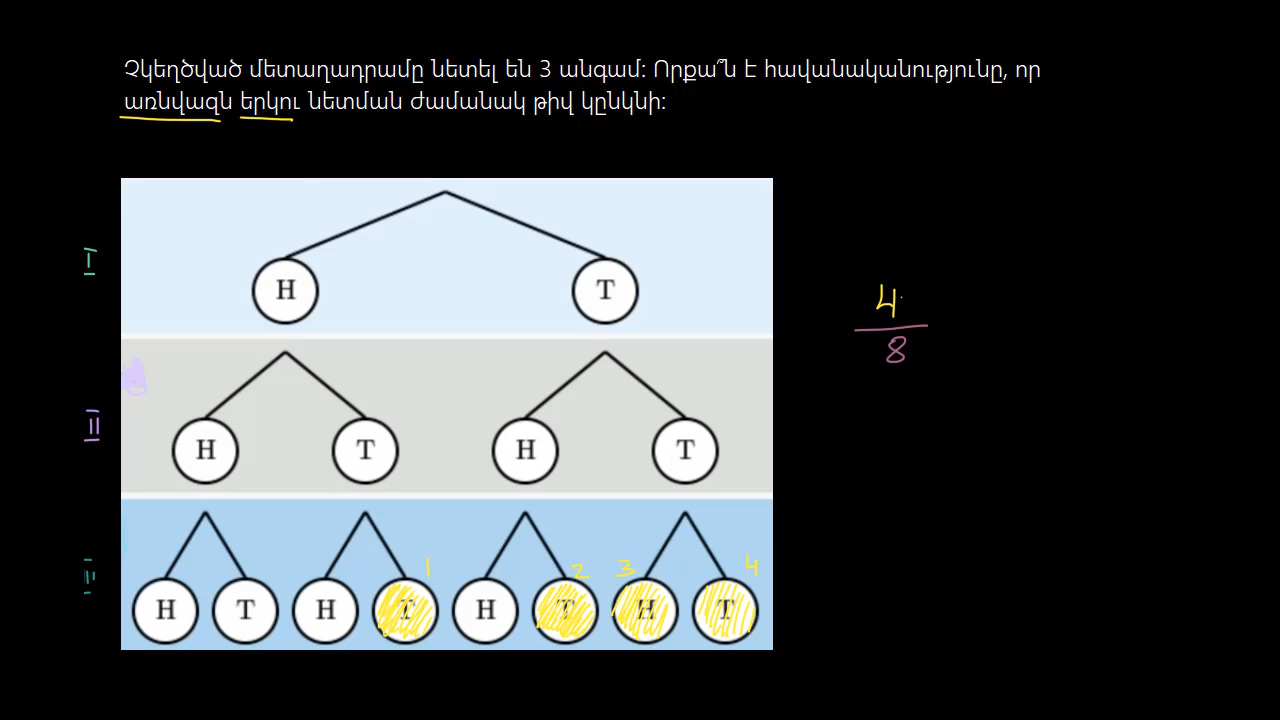 Չկեղծված մետաղադրամը նետել են 3 անգամ: Որքա՞ն է հավանականությունը, որ
առնվազն երկու նետման ժամանակ թիվ կընկնի:
I
H T
4
8
II
H T H T
III
1 2 3 4
H T H T H T H T